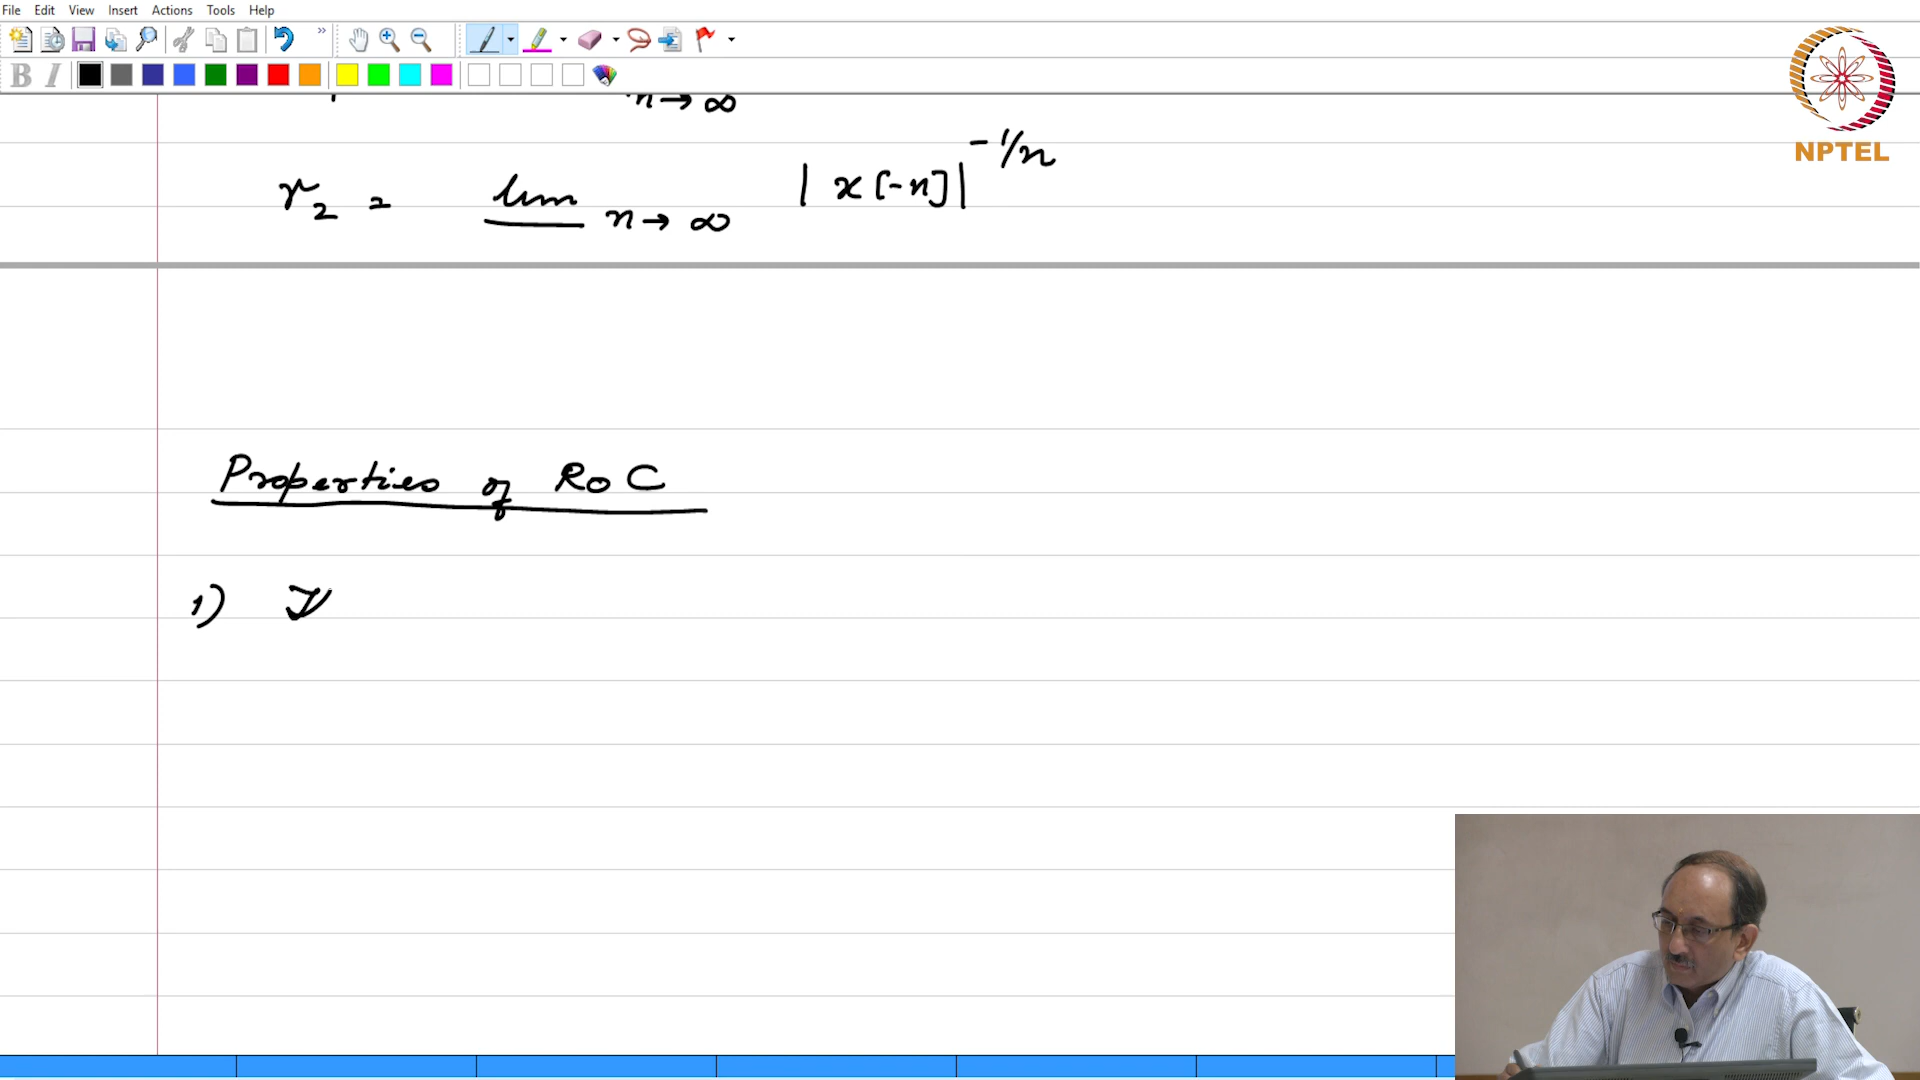 File Edit View Insert Actions Tools Help
B I
n→∞
NPTEL
r₂ = lim n→∞ |x[-n]|^{-1/n}
Properties of RoC
1)